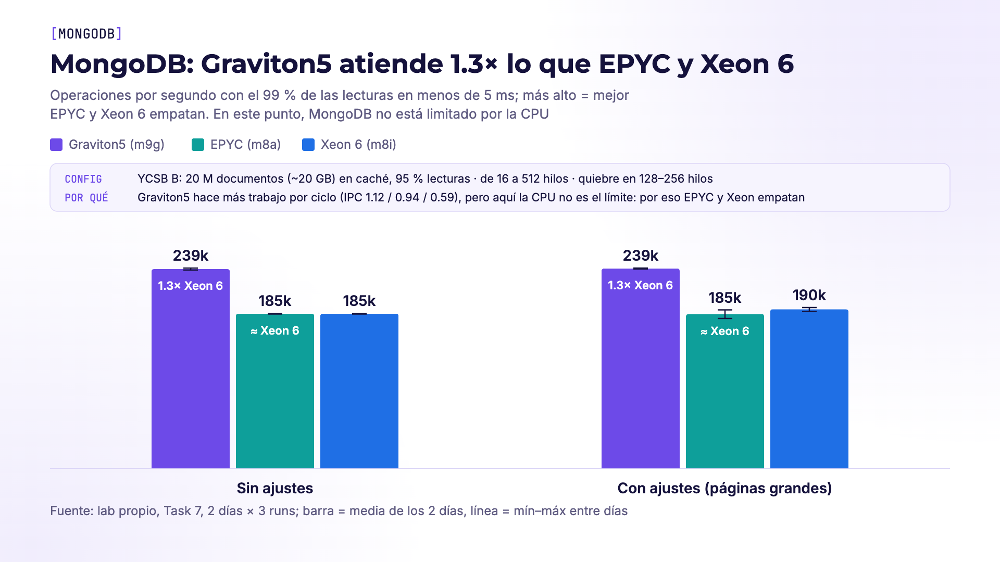 [MONGODB]
MongoDB: Graviton5 atiende 1.3× lo que EPYC y Xeon 6
Operaciones por segundo con el 99 % de las lecturas en menos de 5 ms; más alto = mejor
EPYC y Xeon 6 empatan. En este punto, MongoDB no está limitado por la CPU
Graviton5 (m9g) EPYC (m8a) Xeon 6 (m8i)
CONFIG YCSB B: 20 M documentos (~20 GB) en caché, 95 % lecturas · de 16 a 512 hilos · quiebre en 128–256 hilos
POR QUÉ Graviton5 hace más trabajo por ciclo (IPC 1.12 / 0.94 / 0.59), pero aquí la CPU no es el límite: por eso EPYC y Xeon empatan
239k
1.3× Xeon 6
185k
≈ Xeon 6
185k
Sin ajustes
239k
1.3× Xeon 6
185k
≈ Xeon 6
190k
Con ajustes (páginas grandes)
Fuente: lab propio, Task 7, 2 días × 3 runs; barra = media de los 2 días, línea = mín–máx entre días